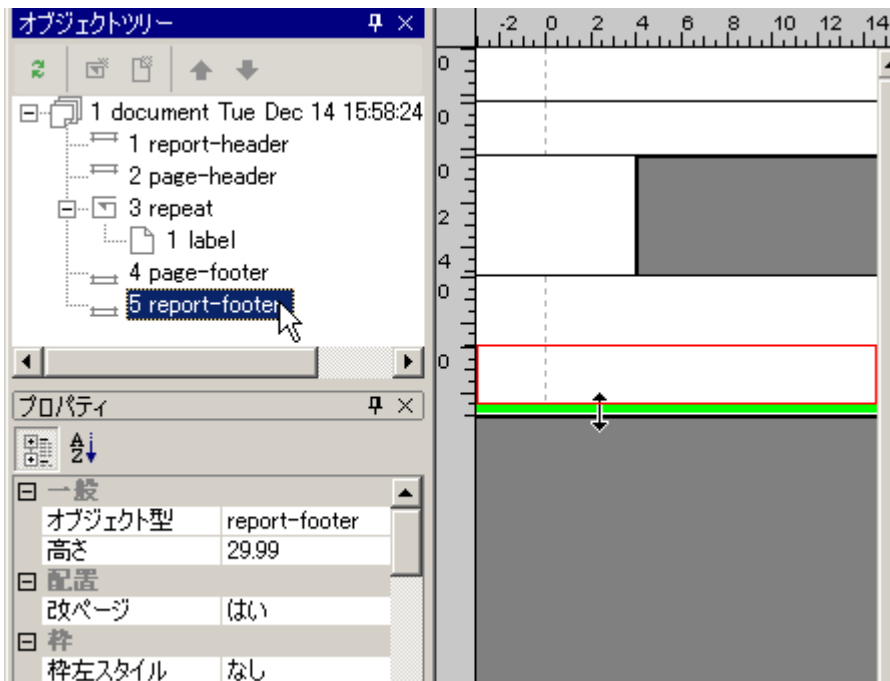 オブジェクトツリー
1 document Tue Dec 14 15:58:24
1 report-header
2 page-header
3 repeat
1 label
4 page-footer
5 report-footer
プロパティ
一般
オブジェクト型 report-footer
高さ 29.99
配置
改ページ はい
枠
枠左スタイル なし
-2 0 2 4 6 8 10 12 14
0
0
0
2
4
0
0